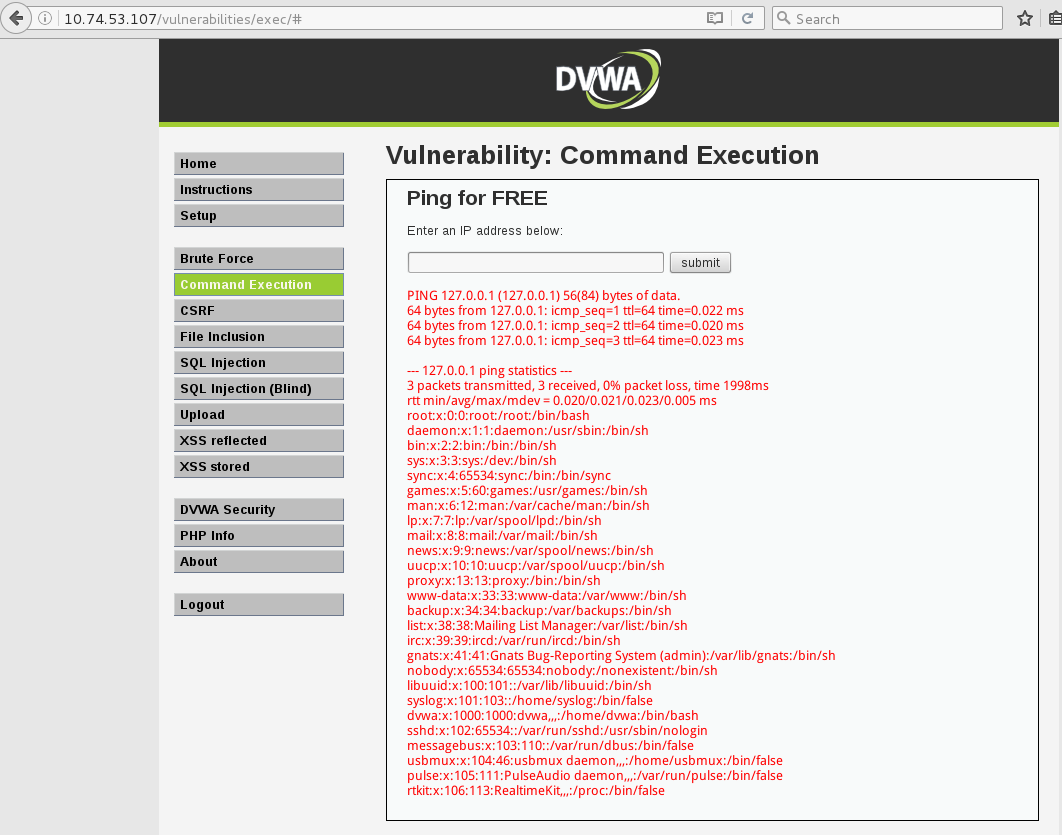 10.74.53.107/vulnerabilities/exec/#
Search
DVWA
Home
Instructions
Setup
Brute Force
Command Execution
CSRF
File Inclusion
SQL Injection
SQL Injection (Blind)
Upload
XSS reflected
XSS stored
DVWA Security
PHP Info
About
Logout
Vulnerability: Command Execution
Ping for FREE
Enter an IP address below:
submit
PING 127.0.0.1 (127.0.0.1) 56(84) bytes of data.
64 bytes from 127.0.0.1: icmp_seq=1 ttl=64 time=0.022 ms
64 bytes from 127.0.0.1: icmp_seq=2 ttl=64 time=0.020 ms
64 bytes from 127.0.0.1: icmp_seq=3 ttl=64 time=0.023 ms
--- 127.0.0.1 ping statistics ---
3 packets transmitted, 3 received, 0% packet loss, time 1998ms
rtt min/avg/max/mdev = 0.020/0.021/0.023/0.005 ms
root:x:0:0:root:/root:/bin/bash
daemon:x:1:1:daemon:/usr/sbin:/bin/sh
bin:x:2:2:bin:/bin:/bin/sh
sys:x:3:3:sys:/dev:/bin/sh
sync:x:4:65534:sync:/bin:/bin/sync
games:x:5:60:games:/usr/games:/bin/sh
man:x:6:12:man:/var/cache/man:/bin/sh
lp:x:7:7:lp:/var/spool/lpd:/bin/sh
mail:x:8:8:mail:/var/mail:/bin/sh
news:x:9:9:news:/var/spool/news:/bin/sh
uucp:x:10:10:uucp:/var/spool/uucp:/bin/sh
proxy:x:13:13:proxy:/bin:/bin/sh
www-data:x:33:33:www-data:/var/www:/bin/sh
backup:x:34:34:backup:/var/backups:/bin/sh
list:x:38:38:Mailing List Manager:/var/list:/bin/sh
irc:x:39:39:ircd:/var/run/ircd:/bin/sh
gnats:x:41:41:Gnats Bug-Reporting System (admin):/var/lib/gnats:/bin/sh
nobody:x:65534:65534:nobody:/nonexistent:/bin/sh
libuuid:x:100:101::/var/lib/libuuid:/bin/sh
syslog:x:101:103::/home/syslog:/bin/false
dvwa:x:1000:1000:dvwa,,,:/home/dvwa:/bin/bash
sshd:x:102:65534::/var/run/sshd:/usr/sbin/nologin
messagebus:x:103:110::/var/run/dbus:/bin/false
usbmux:x:104:46:usbmux daemon,,,:/home/usbmux:/bin/false
pulse:x:105:111:PulseAudio daemon,,,:/var/run/pulse:/bin/false
rtkit:x:106:113:RealtimeKit,,,:/proc:/bin/false